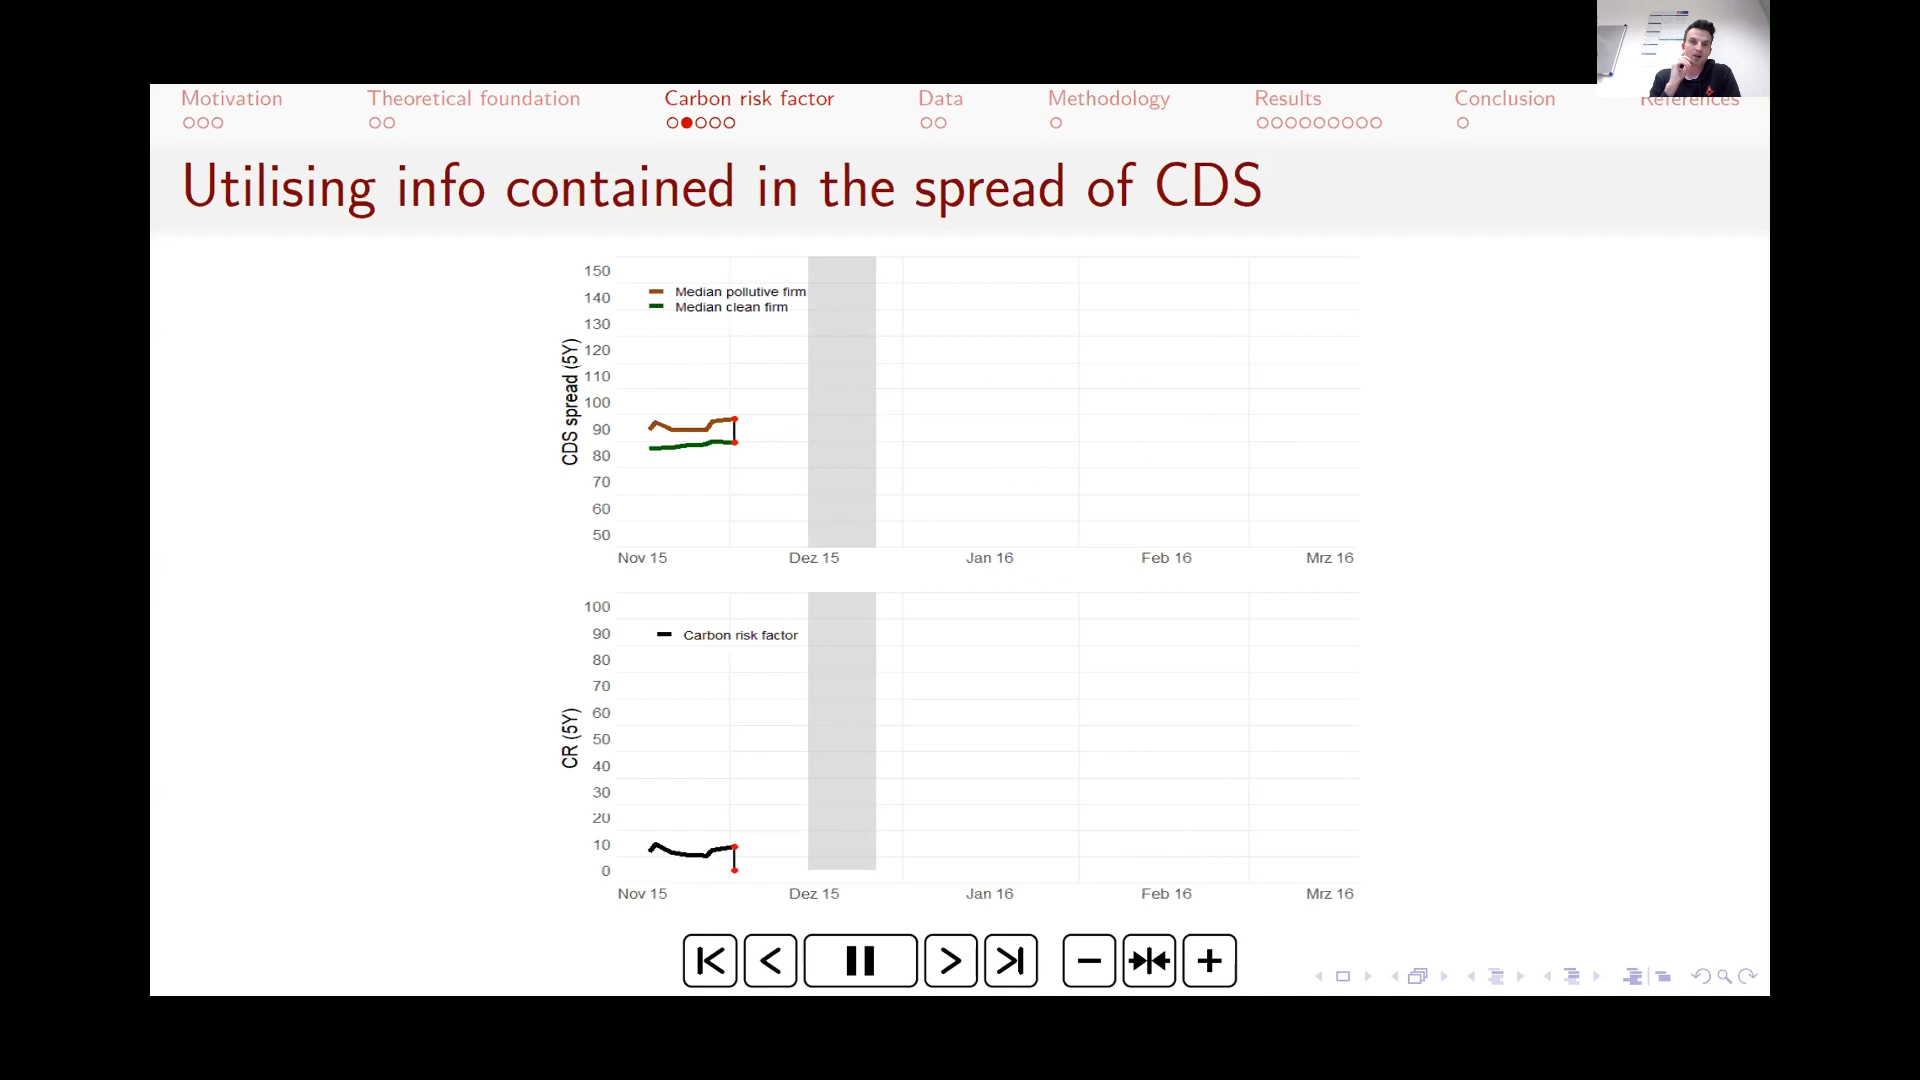 Motivation Theoretical foundation Carbon risk factor Data Methodology Results Conclusion References
Utilising info contained in the spread of CDS
150
140
130
120
110
100
90
80
70
60
50
CDS spread (5Y)
Median pollutive firm
Median clean firm
Nov 15 Dez 15 Jan 16 Feb 16 Mrz 16
100
90
80
70
60
50
40
30
20
10
0
CR (5Y)
Carbon risk factor
Nov 15 Dez 15 Jan 16 Feb 16 Mrz 16